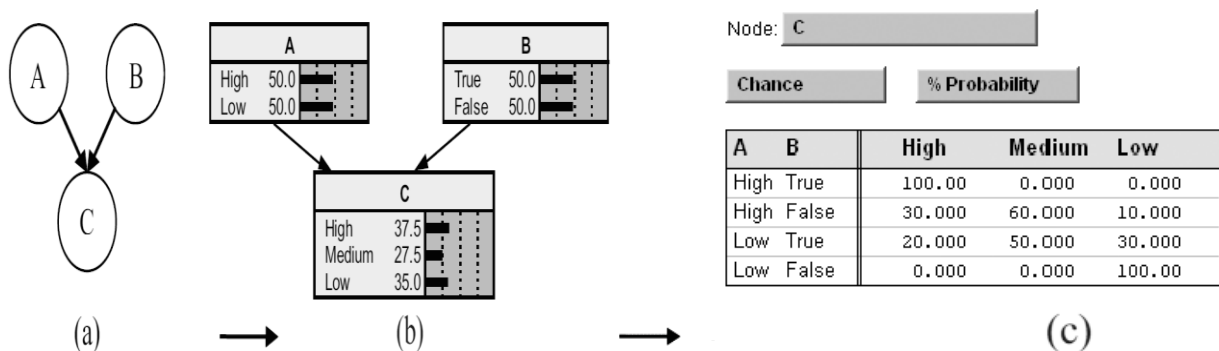 A B
C
(a)
A
High 50.0
Low 50.0
B
True 50.0
False 50.0
C
High 37.5
Medium 27.5
Low 35.0
(b)
Node: C
Chance % Probability
A B High Medium Low
High True 100.00 0.000 0.000
High False 30.000 60.000 10.000
Low True 20.000 50.000 30.000
Low False 0.000 0.000 100.00
(c)